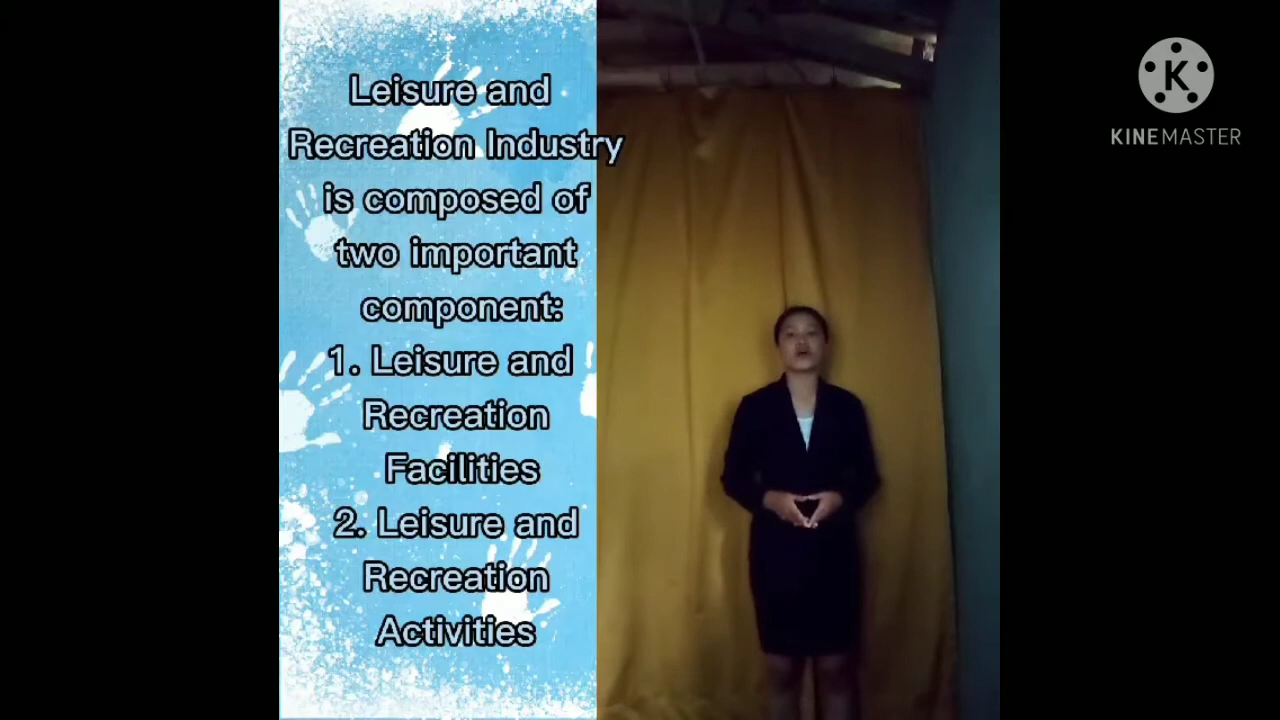 Leisure and
Recreation Industry
is composed of
two important
component:
1. Leisure and
Recreation
Facilities
2. Leisure and
Recreation
Activities
K
KINEMASTER